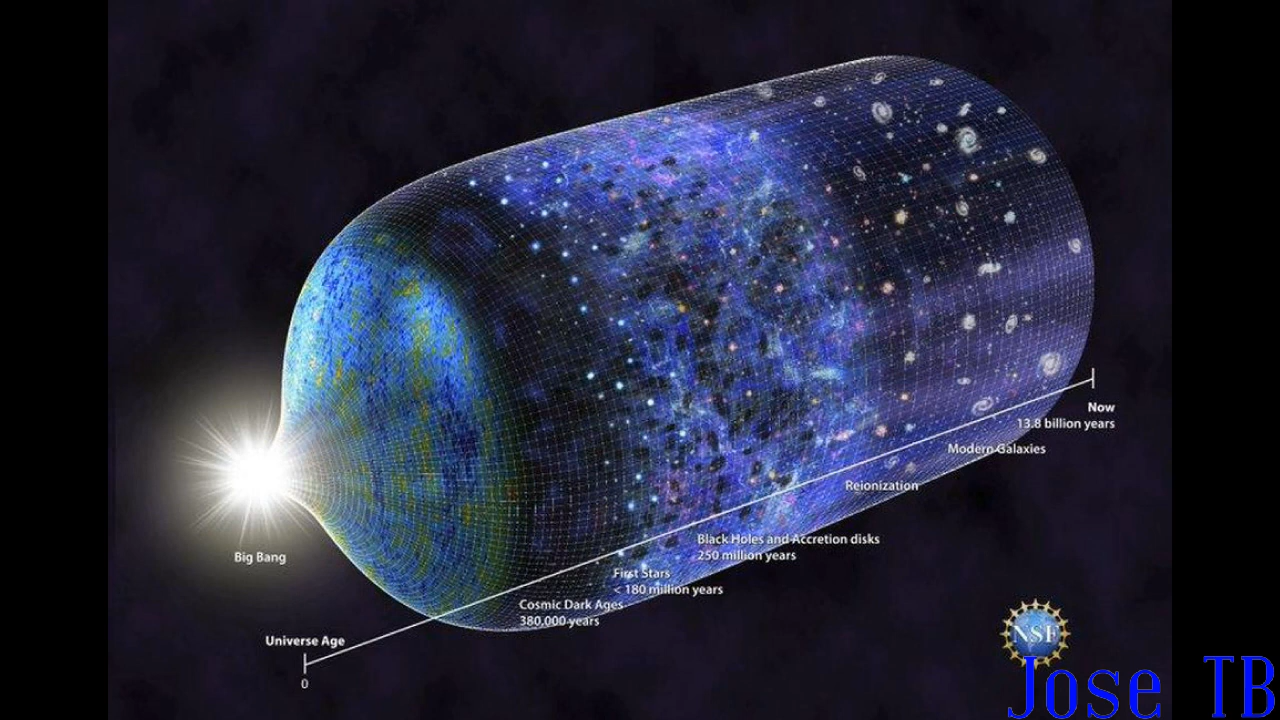 Now
13.8 billion years
Modern Galaxies
Reionization
Black Holes and Accretion disks
250 million years
First Stars
< 180 million years
Cosmic Dark Ages
380,000 years
Big Bang
Universe Age
0
NSF
Jose TB